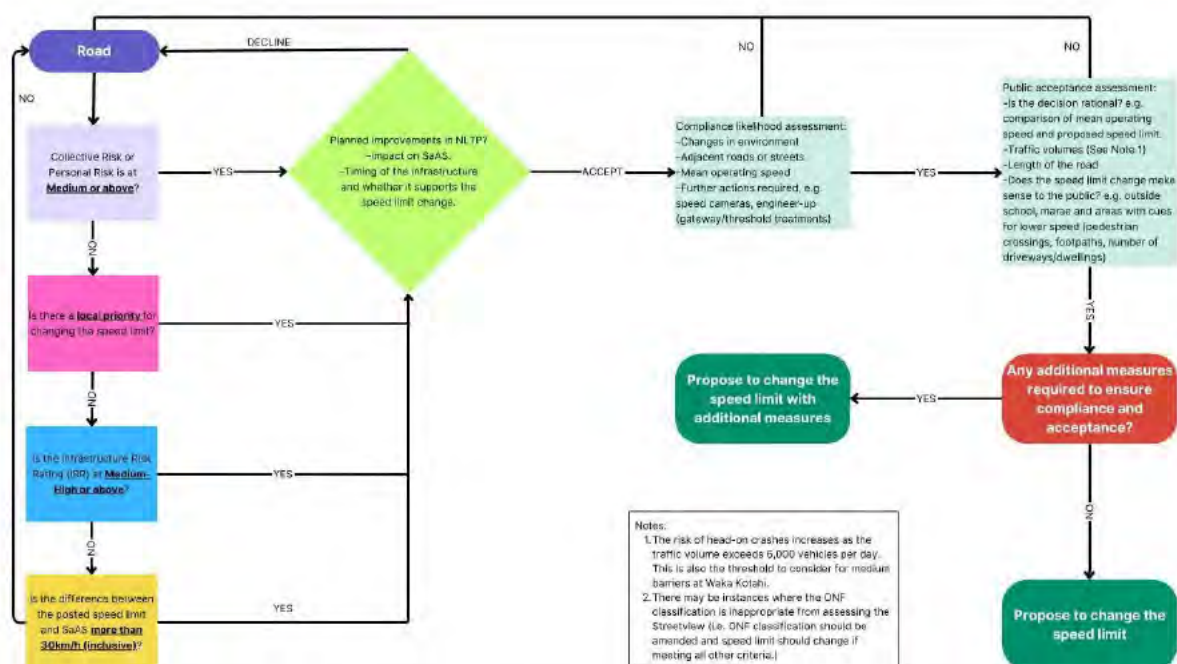 DECLINE
Road
NO
NO
NO
Collective Risk or
Personal Risk is at
Medium or above?
YES
Planned improvements in NLTP?
-Impact on SaAS.
-Timing of the infrastructure
and whether it supports the
speed limit change.
ACCEPT
Compliance likelihood assessment:
-Changes in environment
-Adjacent roads or streets
-Mean operating speed
-Further actions required, e.g.
speed cameras, engineer-up
(gateway/threshold treatments)
YES
Public acceptance assessment:
-Is the decision rational? e.g.
comparison of mean operating
speed and proposed speed limit.
-Traffic volumes (See Note 1)
-Length of the road
-Does the speed limit change make
sense to the public? e.g. outside
school, marae and areas with cues
for lower speed (pedestrian
crossings, footpaths, number of
driveways/dwellings)
NO
Is there a local priority for
changing the speed limit?
YES
YES
NO
Propose to change the
speed limit with
additional measures
YES
Any additional measures
required to ensure
compliance and
acceptance?
Is the Infrastructure Risk
Rating (IRR) at Medium-
High or above?
YES
NO
NO
Is the difference between
the posted speed limit
and SaAS more than
30km/h (inclusive)?
YES
Notes:
1. The risk of head-on crashes increases as the
traffic volume exceeds 6,000 vehicles per day.
This is also the threshold to consider for medium
barriers at Waka Kotahi.
2. There may be instances where the ONF
classification is inappropriate from assessing the
Streetview (i.e. ONF classification should be
amended and speed limit should change if
meeting all other criteria.)
Propose to change the
speed limit